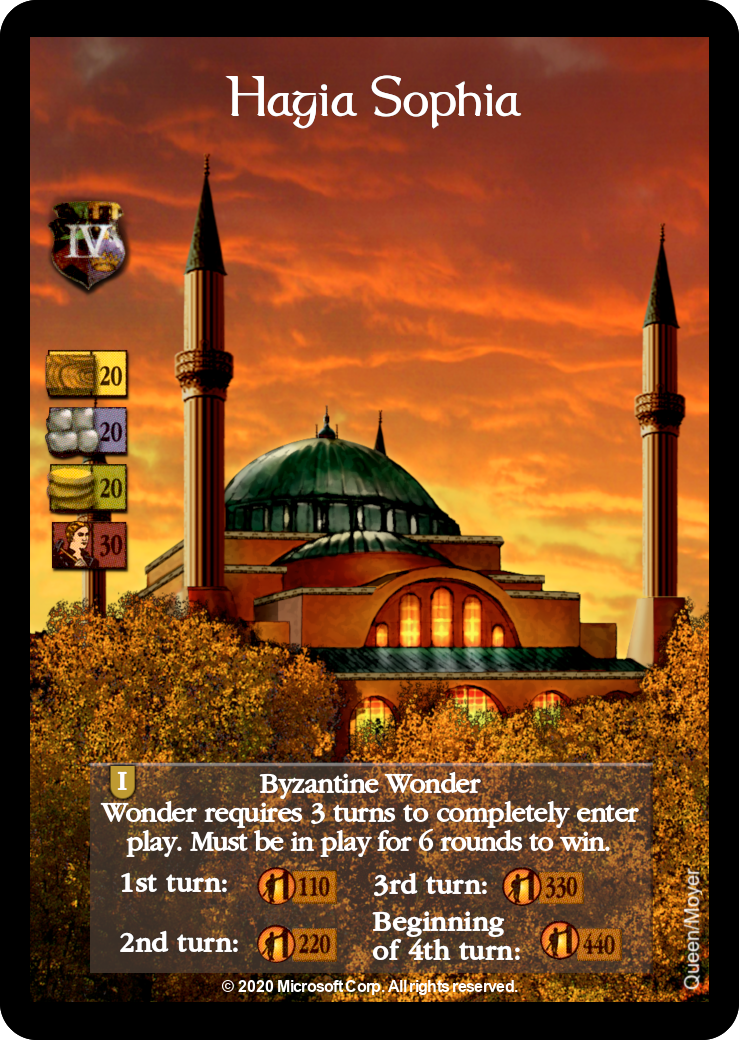 Hagia Sophia
IV
20
20
20
30
I
Byzantine Wonder
Wonder requires 3 turns to completely enter
play. Must be in play for 6 rounds to win.
1st turn: 110
3rd turn: 330
2nd turn: 220
Beginning
of 4th turn: 440
Queen/Moyer
© 2020 Microsoft Corp. All rights reserved.